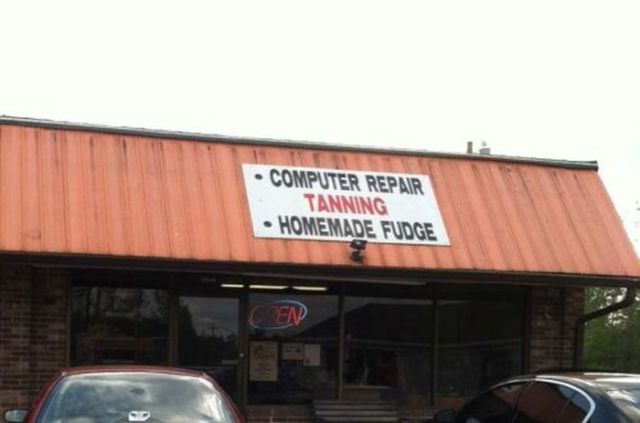 • COMPUTER REPAIR
TANNING
• HOMEMADE FUDGE
OPEN